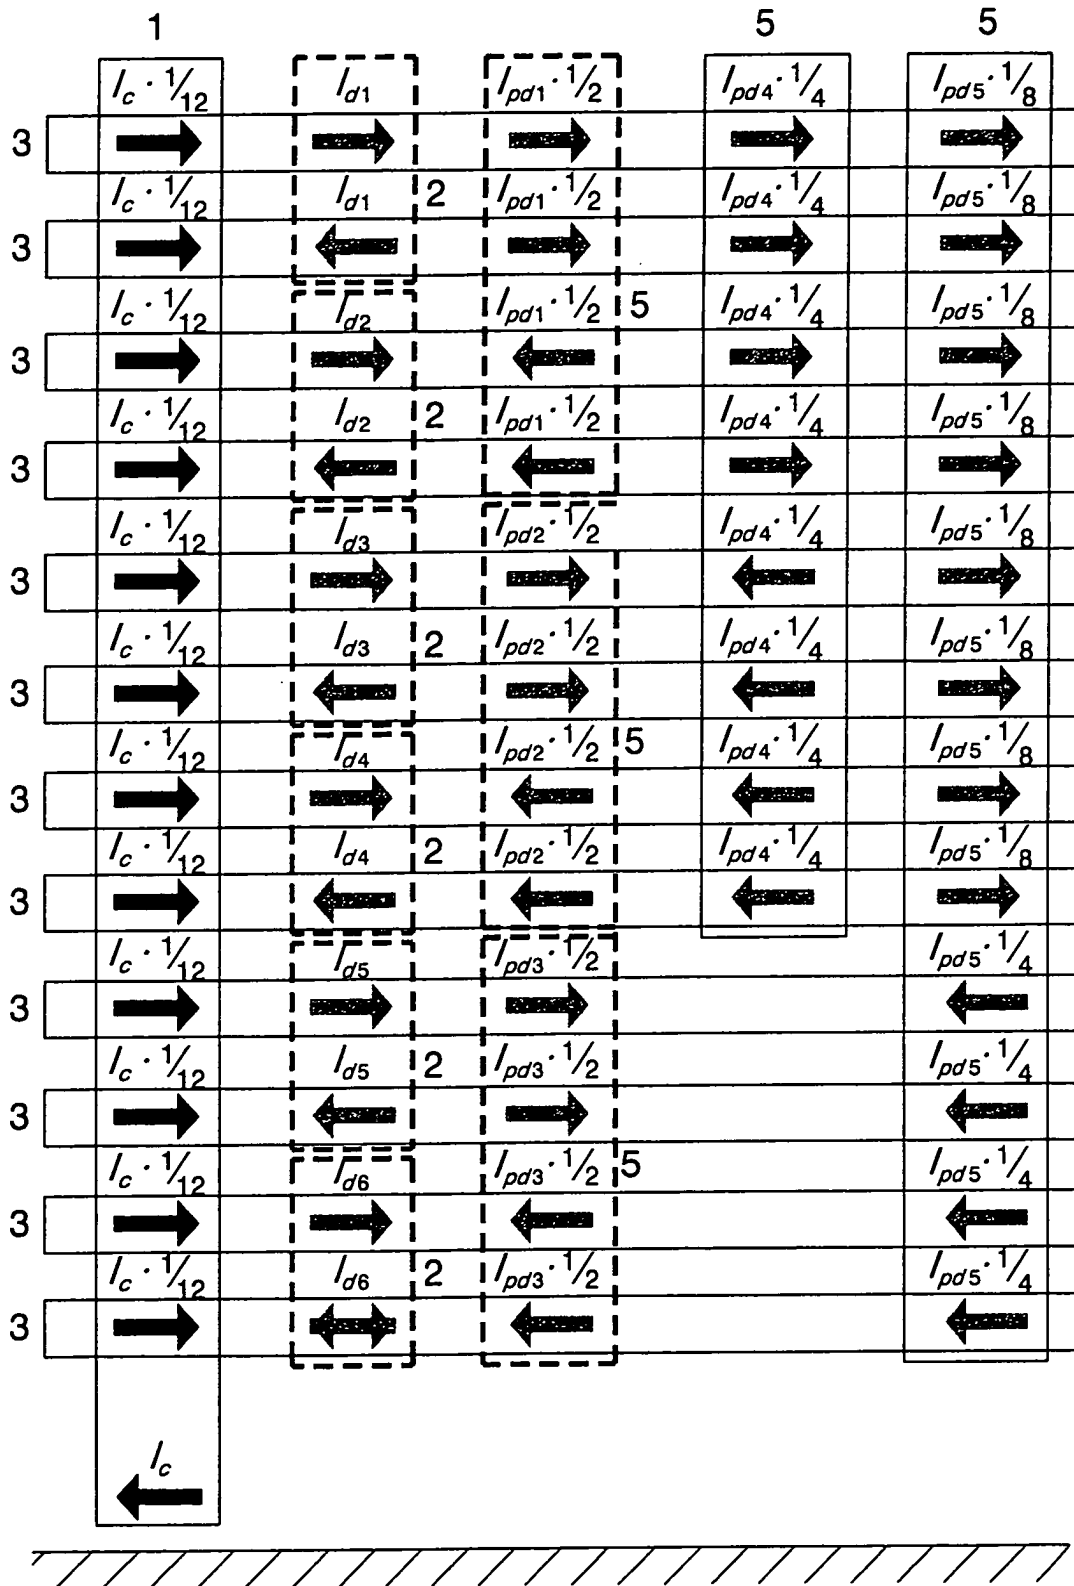 1 5 5
I_c · 1/12 I_d1 I_pd1 · 1/2 I_pd4 · 1/4 I_pd5 · 1/8
3
I_c · 1/12 I_d1 2 I_pd1 · 1/2 I_pd4 · 1/4 I_pd5 · 1/8
3
I_c · 1/12 I_d2 I_pd1 · 1/2 5 I_pd4 · 1/4 I_pd5 · 1/8
3
I_c · 1/12 I_d2 2 I_pd1 · 1/2 I_pd4 · 1/4 I_pd5 · 1/8
3
I_c · 1/12 I_d3 I_pd2 · 1/2 I_pd4 · 1/4 I_pd5 · 1/8
3
I_c · 1/12 I_d3 2 I_pd2 · 1/2 I_pd4 · 1/4 I_pd5 · 1/8
3
I_c · 1/12 I_d4 I_pd2 · 1/2 5 I_pd4 · 1/4 I_pd5 · 1/8
3
I_c · 1/12 I_d4 2 I_pd2 · 1/2 I_pd4 · 1/4 I_pd5 · 1/8
3
I_c · 1/12 I_d5 I_pd3 · 1/2 I_pd5 · 1/4
3
I_c · 1/12 I_d5 2 I_pd3 · 1/2 I_pd5 · 1/4
3
I_c · 1/12 I_d6 I_pd3 · 1/2 5 I_pd5 · 1/4
3
I_c · 1/12 I_d6 2 I_pd3 · 1/2 I_pd5 · 1/4
3
I_c